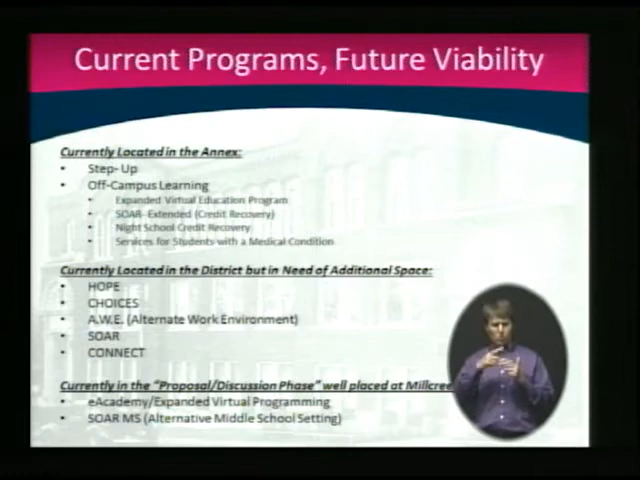 Current Programs, Future Viability
Currently Located in the Annex:
• Step- Up
• Off-Campus Learning
• Expanded Virtual Education Program
• SOAR- Extended (Credit Recovery)
• Night School Credit Recovery
• Services for Students with a Medical Condition
Currently Located in the District but in Need of Additional Space:
• HOPE
• CHOICES
• A.W.E. (Alternate Work Environment)
• SOAR
• CONNECT
Currently in the "Proposal/Discussion Phase" well placed at Millcree
• eAcademy/Expanded Virtual Programming
• SOAR MS (Alternative Middle School Setting)